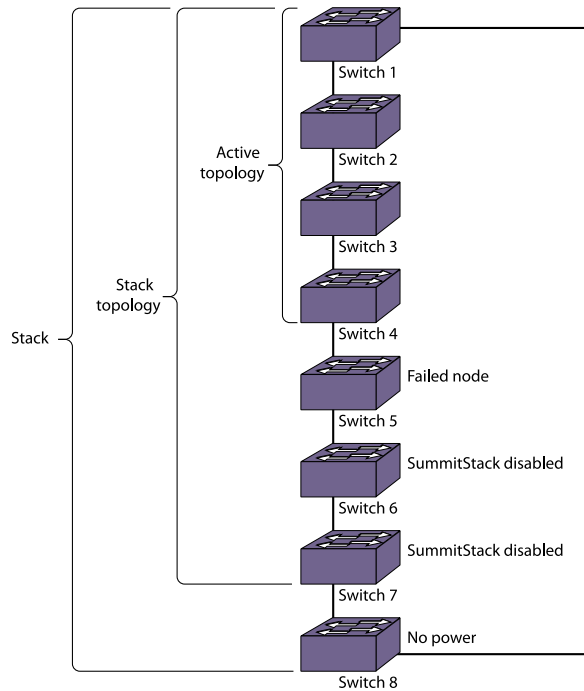 Switch 1
Switch 2
Active
topology
Switch 3
Stack
topology
Switch 4
Stack
Failed node
Switch 5
SummitStack disabled
Switch 6
SummitStack disabled
Switch 7
No power
Switch 8